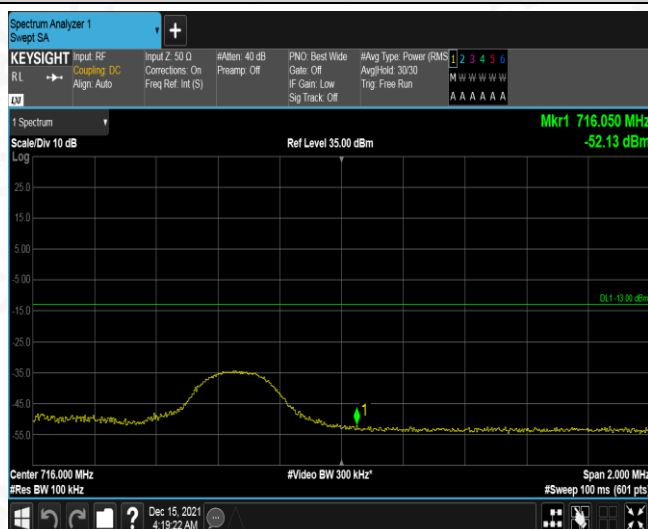 Spectrum Analyzer 1
Swept SA
+
KEYSIGHT
RL
Input: RF
Coupling: DC
Align: Auto
Input Z: 50 Ω
Corrections: On
Freq Ref: Int (S)
#Atten: 40 dB
Preamp: Off
PNO: Best Wide
Gate: Off
IF Gain: Low
Sig Track: Off
#Avg Type: Power (RMS
Avg|Hold: 30/30
Trig: Free Run
1 2 3 4 5 6
M W W W W W
A A A A A A
LXI
1 Spectrum
Scale/Div 10 dB
Ref Level 35.00 dBm
Mkr1 716.050 MHz
-52.13 dBm
Log
25.0
15.0
5.00
-5.00
DL1 -13.00 dBm
-15.0
-25.0
-35.0
-45.0
1
-55.0
Center 716.000 MHz
#Video BW 300 kHz*
Span 2.000 MHz
#Res BW 100 kHz
#Sweep 100 ms (601 pts)
?
Dec 15, 2021
4:19:22 AM